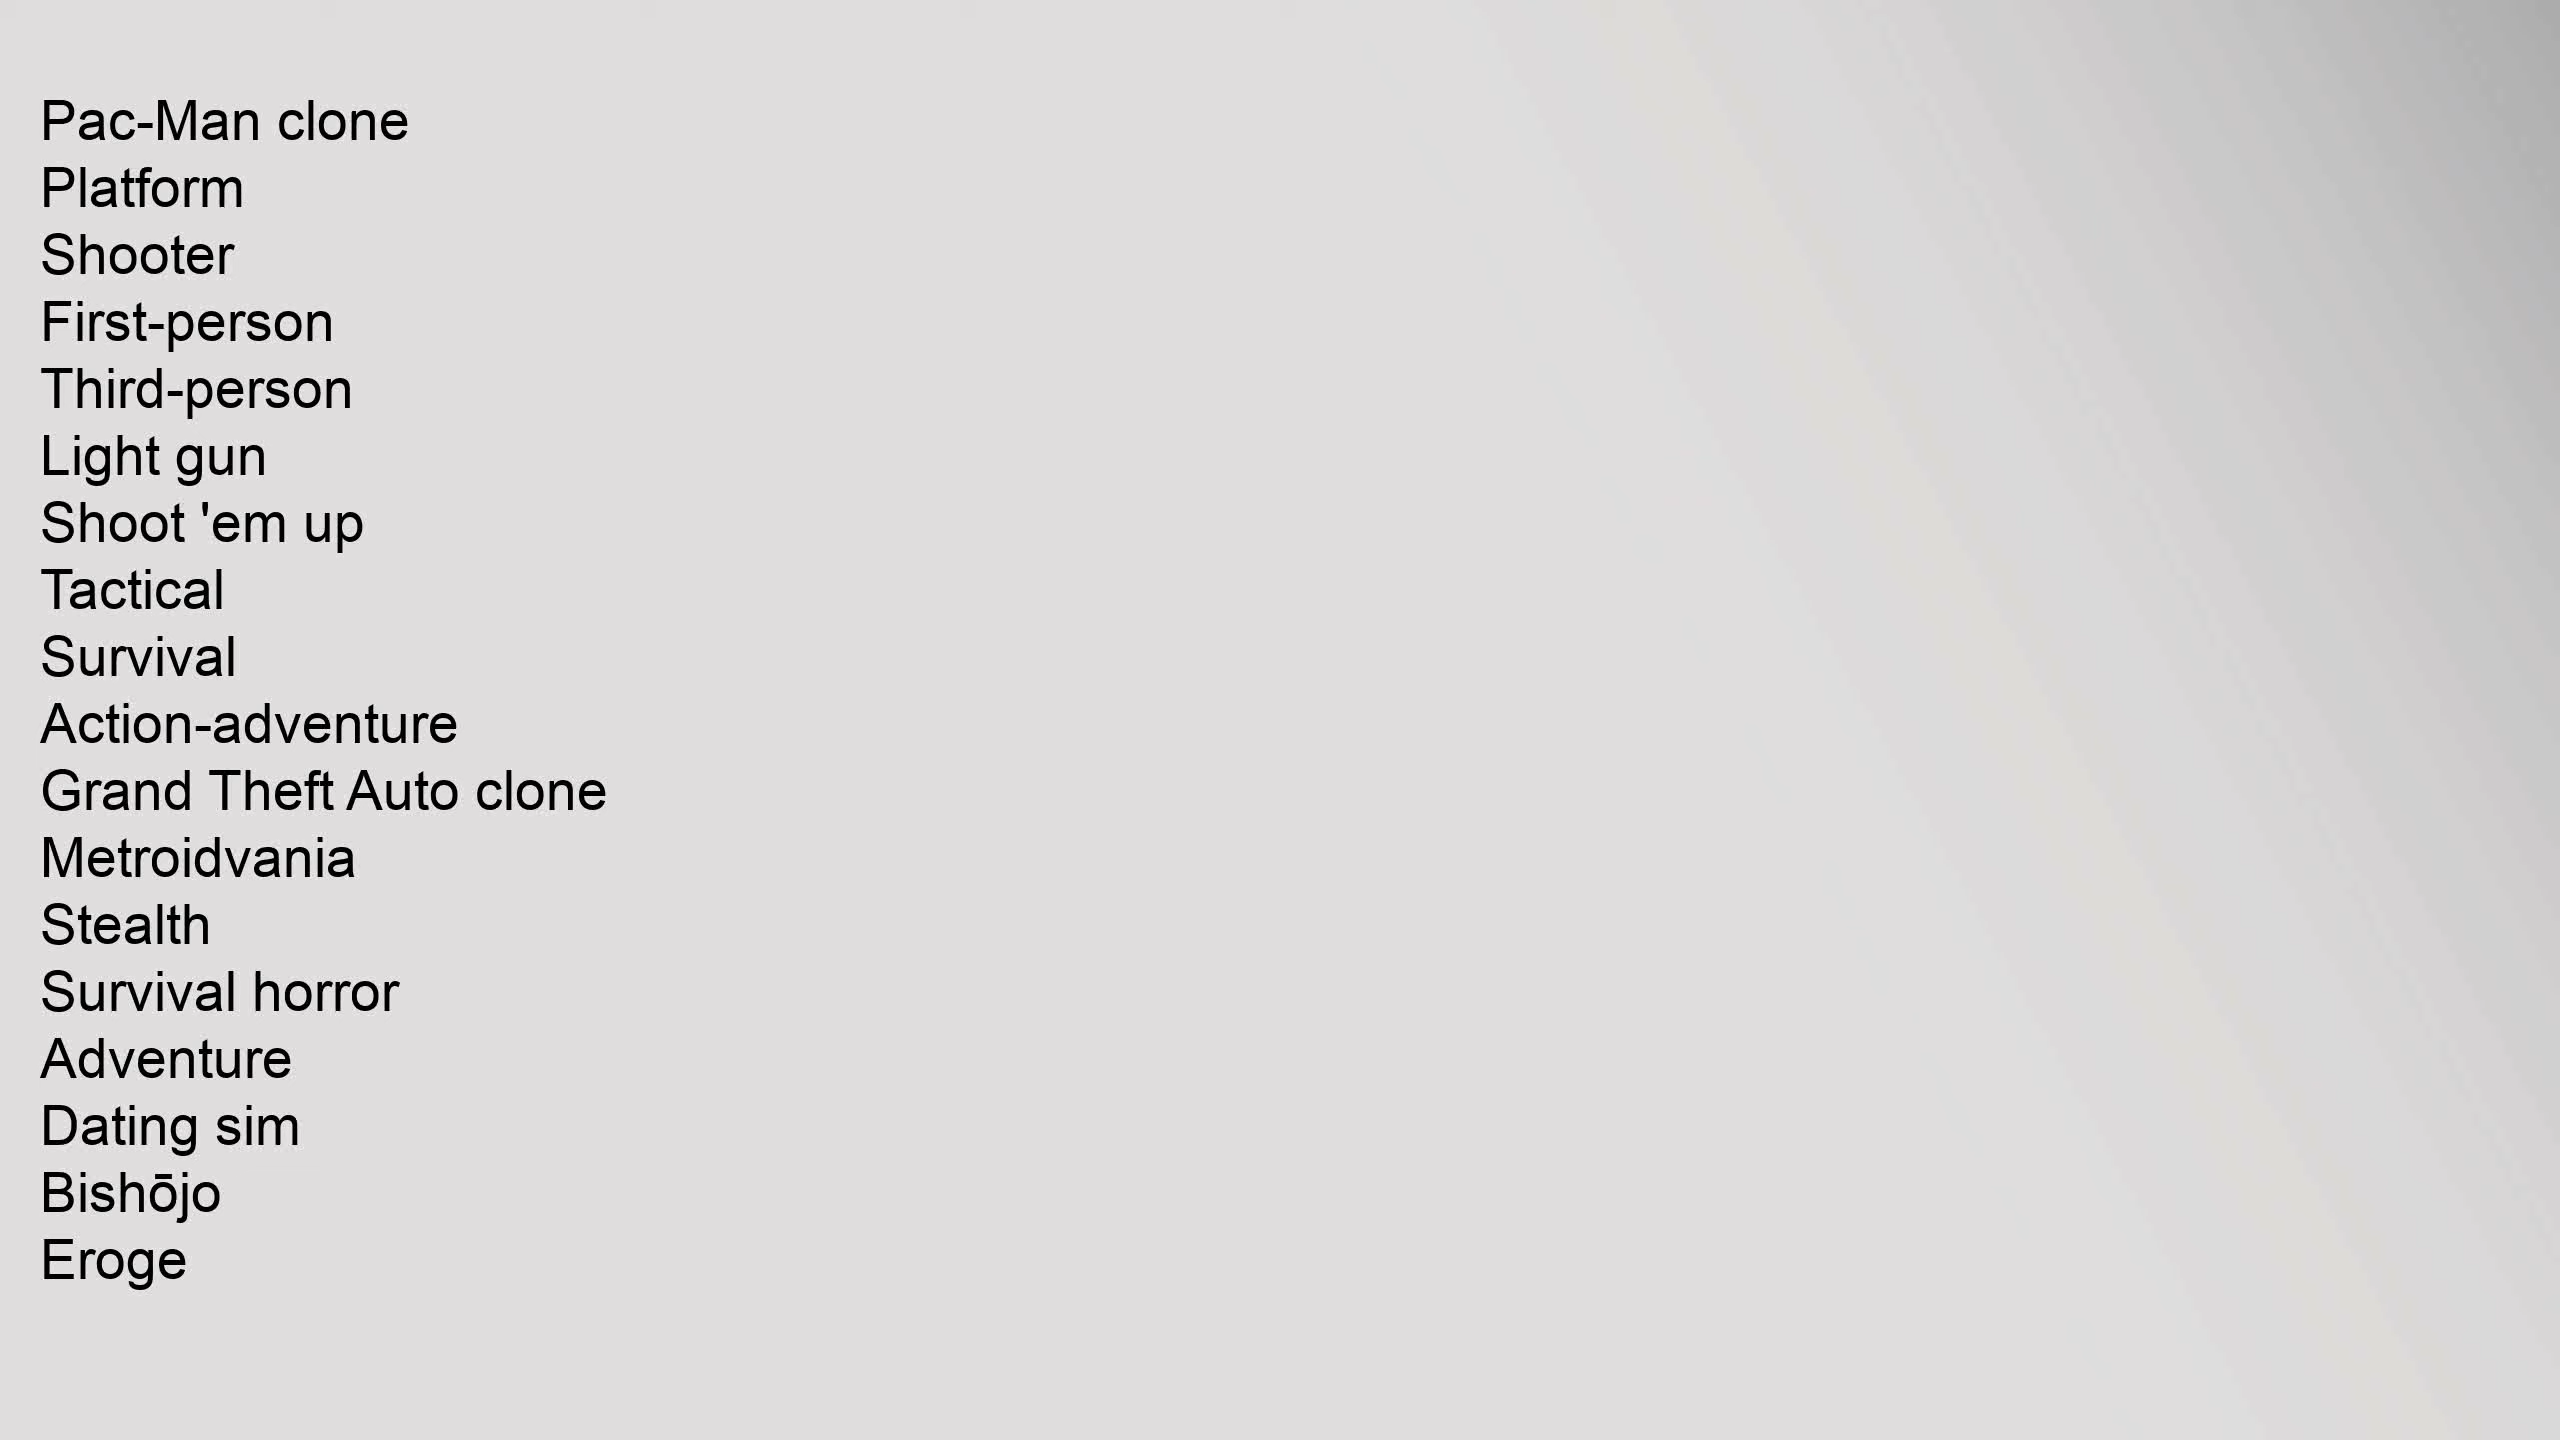 Pac-Man clone
Platform
Shooter
First-person
Third-person
Light gun
Shoot 'em up
Tactical
Survival
Action-adventure
Grand Theft Auto clone
Metroidvania
Stealth
Survival horror
Adventure
Dating sim
Bishōjo
Eroge